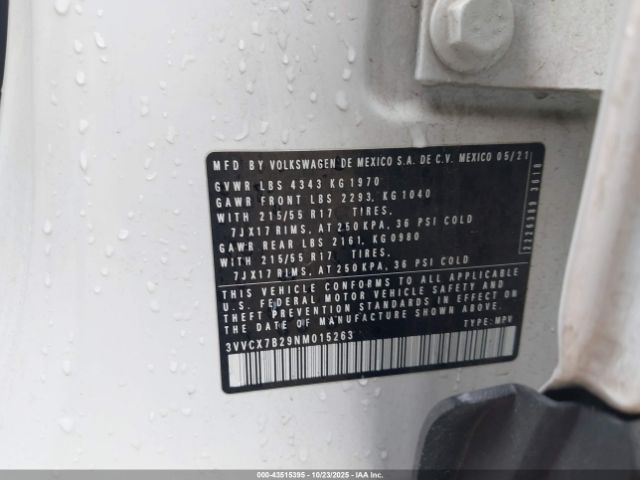 MFD BY VOLKSWAGEN DE MEXICO S.A. DE C.V. MEXICO 05/21
GVWR LBS 4343 KG 1970
GAWR FRONT LBS 2293, KG 1040
WITH 215/55 R17 TIRES.
7JX17 RIMS, AT 250 KPA, 36 PSI COLD
GAWR REAR LBS 2161, KG 0980
WITH 215/55 R17 TIRES.
7JX17 RIMS, AT 250 KPA, 36 PSI COLD
THIS VEHICLE CONFORMS TO ALL APPLICABLE
U.S. FEDERAL MOTOR VEHICLE SAFETY AND
THEFT PREVENTION STANDARDS IN EFFECT ON
THE DATE OF MANUFACTURE SHOWN ABOVE.
3VVCX7B29NM015263 TYPE: MPV
000-43515395 - 10/23/2025 - IAA Inc.